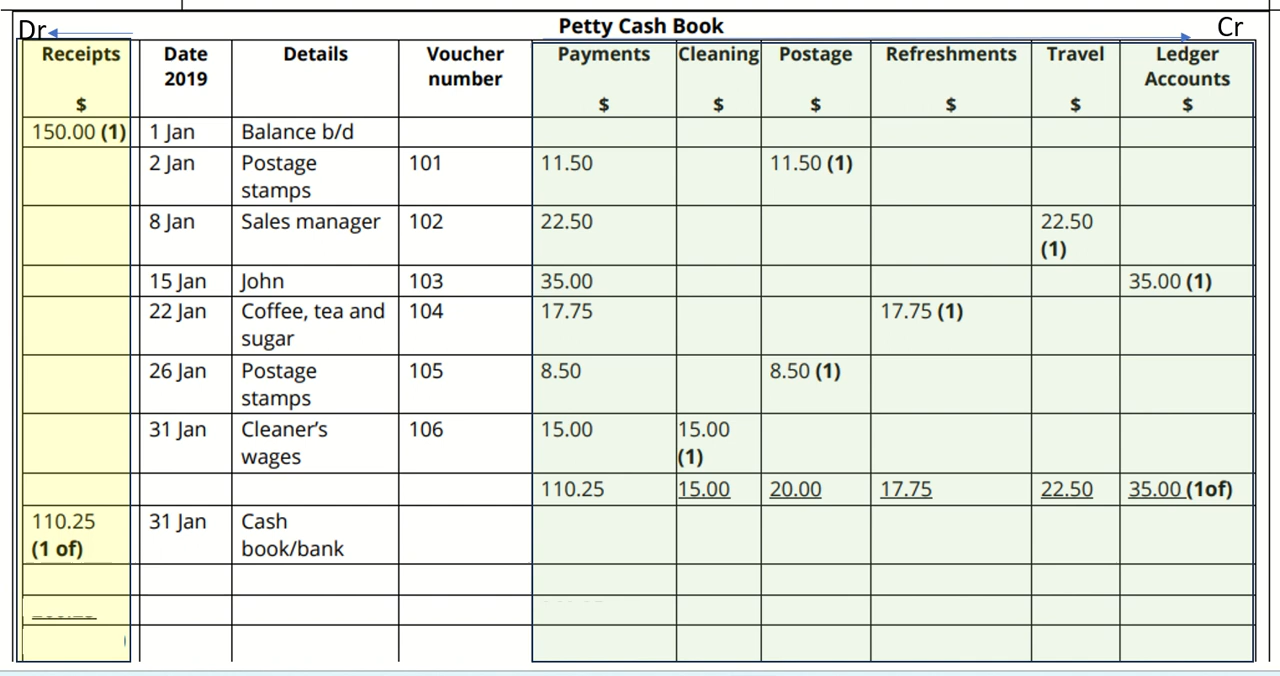 Petty Cash Book
Dr Cr
Receipts Date Details Voucher Payments Cleaning Postage Refreshments Travel Ledger
2019 number Accounts
$ $ $ $ $ $ $
150.00 (1) 1 Jan Balance b/d
2 Jan Postage 101 11.50 11.50 (1)
stamps
8 Jan Sales manager 102 22.50 22.50
(1)
15 Jan John 103 35.00 35.00 (1)
22 Jan Coffee, tea and 104 17.75 17.75 (1)
sugar
26 Jan Postage 105 8.50 8.50 (1)
stamps
31 Jan Cleaner's 106 15.00 15.00
wages (1)
110.25 15.00 20.00 17.75 22.50 35.00 (1of)
110.25 31 Jan Cash
(1 of) book/bank